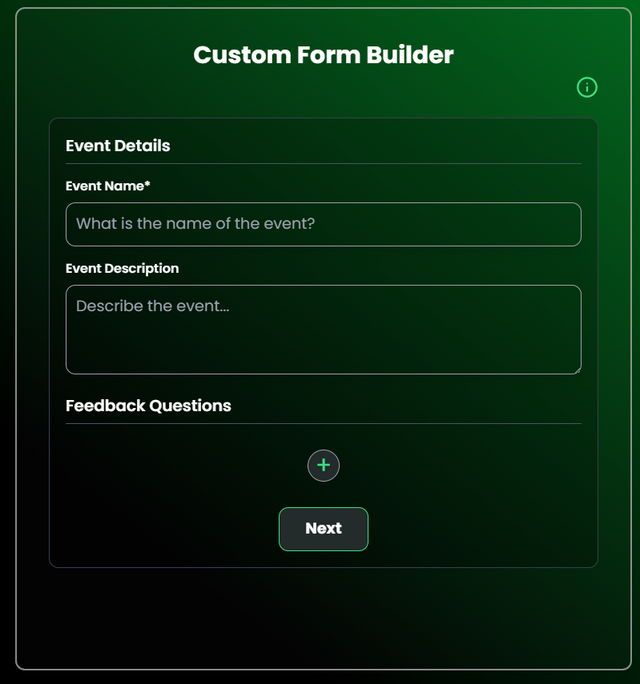 Custom Form Builder
Event Details
Event Name*
What is the name of the event?
Event Description
Describe the event...
Feedback Questions
+
Next